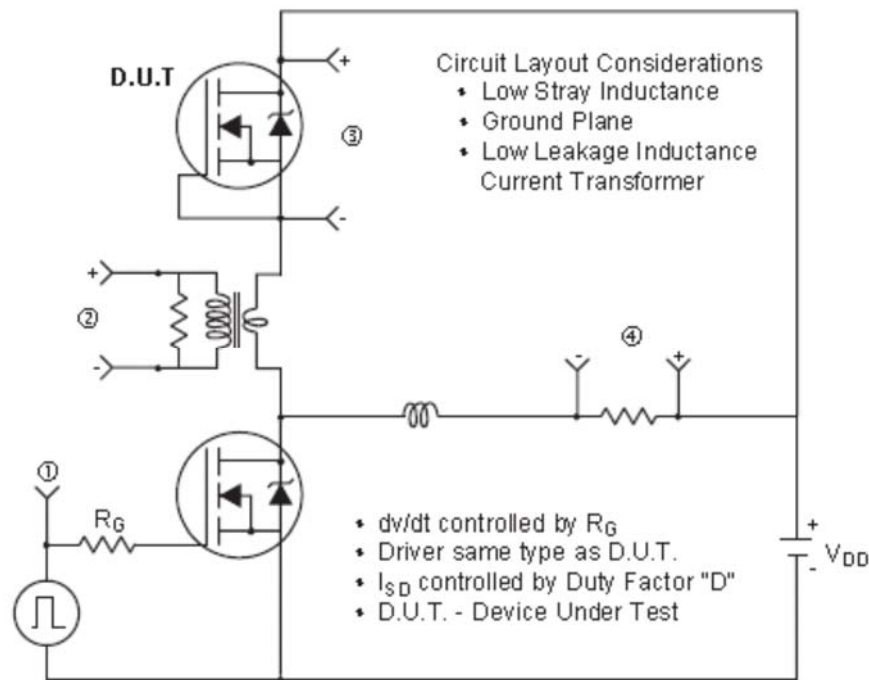 D.U.T
+
Circuit Layout Considerations
• Low Stray Inductance
③
• Ground Plane
• Low Leakage Inductance
Current Transformer
-
+
②
-
④
- +
①
R_G
• dv/dt controlled by R_G
• Driver same type as D.U.T.
• I_SD controlled by Duty Factor "D"
• D.U.T. - Device Under Test
+
V_DD
-